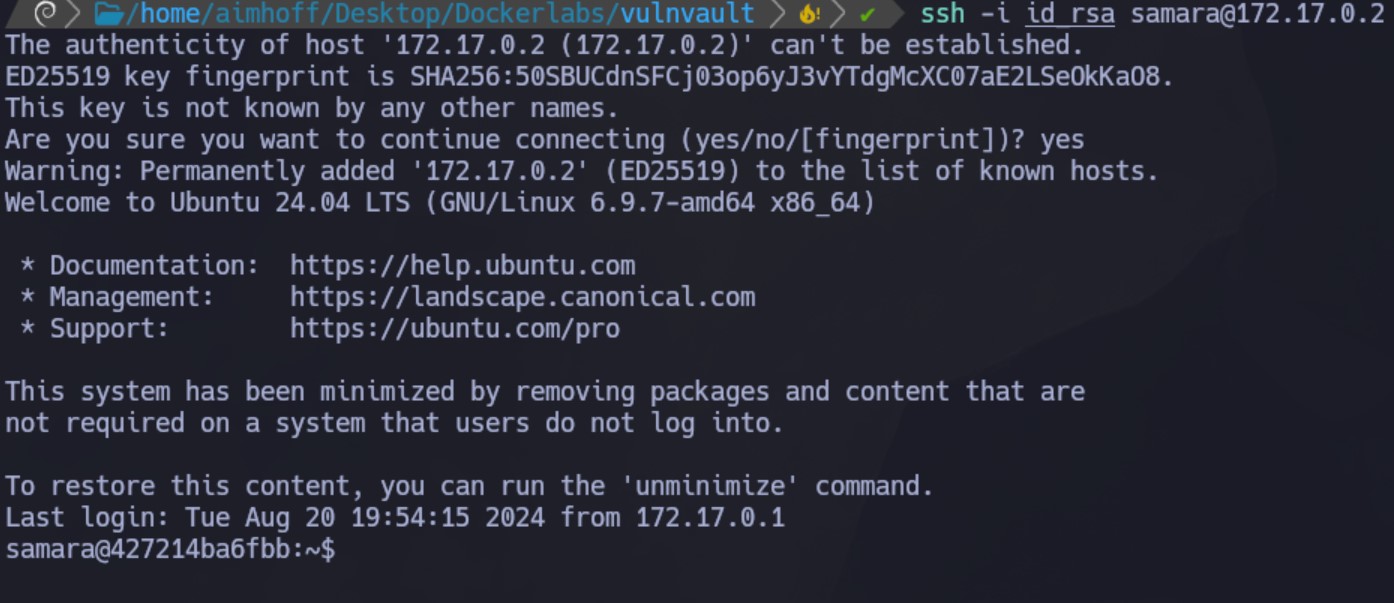 /home/aimhoff/Desktop/Dockerlabs/vulnvault ssh -i id_rsa samara@172.17.0.2
The authenticity of host '172.17.0.2 (172.17.0.2)' can't be established.
ED25519 key fingerprint is SHA256:50SBUCdnSFCj03op6yJ3vYTdgMcXC07aE2LSeOkKaO8.
This key is not known by any other names.
Are you sure you want to continue connecting (yes/no/[fingerprint])? yes
Warning: Permanently added '172.17.0.2' (ED25519) to the list of known hosts.
Welcome to Ubuntu 24.04 LTS (GNU/Linux 6.9.7-amd64 x86_64)
* Documentation: https://help.ubuntu.com
* Management: https://landscape.canonical.com
* Support: https://ubuntu.com/pro
This system has been minimized by removing packages and content that are
not required on a system that users do not log into.
To restore this content, you can run the 'unminimize' command.
Last login: Tue Aug 20 19:54:15 2024 from 172.17.0.1
samara@427214ba6fbb:~$